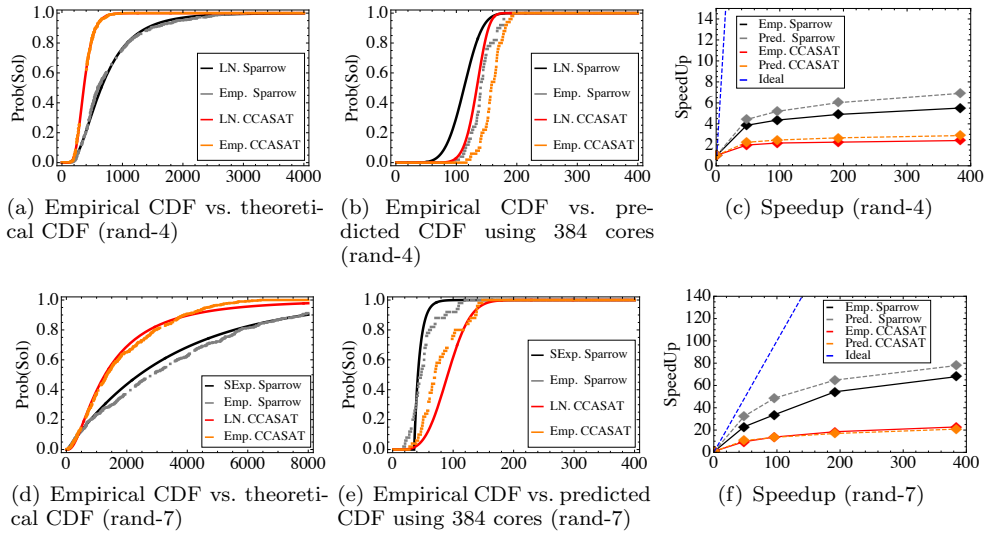 Prob(Sol)
1.0
0.8
0.6
0.4
0.2
0.0
LN. Sparrow
Emp. Sparrow
LN. CCASAT
Emp. CCASAT
0 1000 2000 3000 4000
(a) Empirical CDF vs. theoreti-
cal CDF (rand-4)
Prob(Sol)
1.0
0.8
0.6
0.4
0.2
0.0
LN. Sparrow
Emp. Sparrow
LN. CCASAT
Emp. CCASAT
0 100 200 300 400
(b) Empirical CDF vs. pre-
dicted CDF using 384 cores
(rand-4)
SpeedUp
14
12
10
8
6
4
2
0
Emp. Sparrow
Pred. Sparrow
Emp. CCASAT
Pred. CCASAT
Ideal
0 100 200 300 400
(c) Speedup (rand-4)
Prob(Sol)
1.0
0.8
0.6
0.4
0.2
0.0
SExp. Sparrow
Emp. Sparrow
LN. CCASAT
Emp. CCASAT
0 2000 4000 6000 8000
(d) Empirical CDF vs. theoreti-
cal CDF (rand-7)
Prob(Sol)
1.0
0.8
0.6
0.4
0.2
0.0
SExp. Sparrow
Emp. Sparrow
LN. CCASAT
Emp. CCASAT
0 100 200 300 400
(e) Empirical CDF vs. predicted
CDF using 384 cores (rand-7)
SpeedUp
140
120
100
80
60
40
20
0
Emp. Sparrow
Pred. Sparrow
Emp. CCASAT
Pred. CCASAT
Ideal
0 100 200 300 400
(f) Speedup (rand-7)